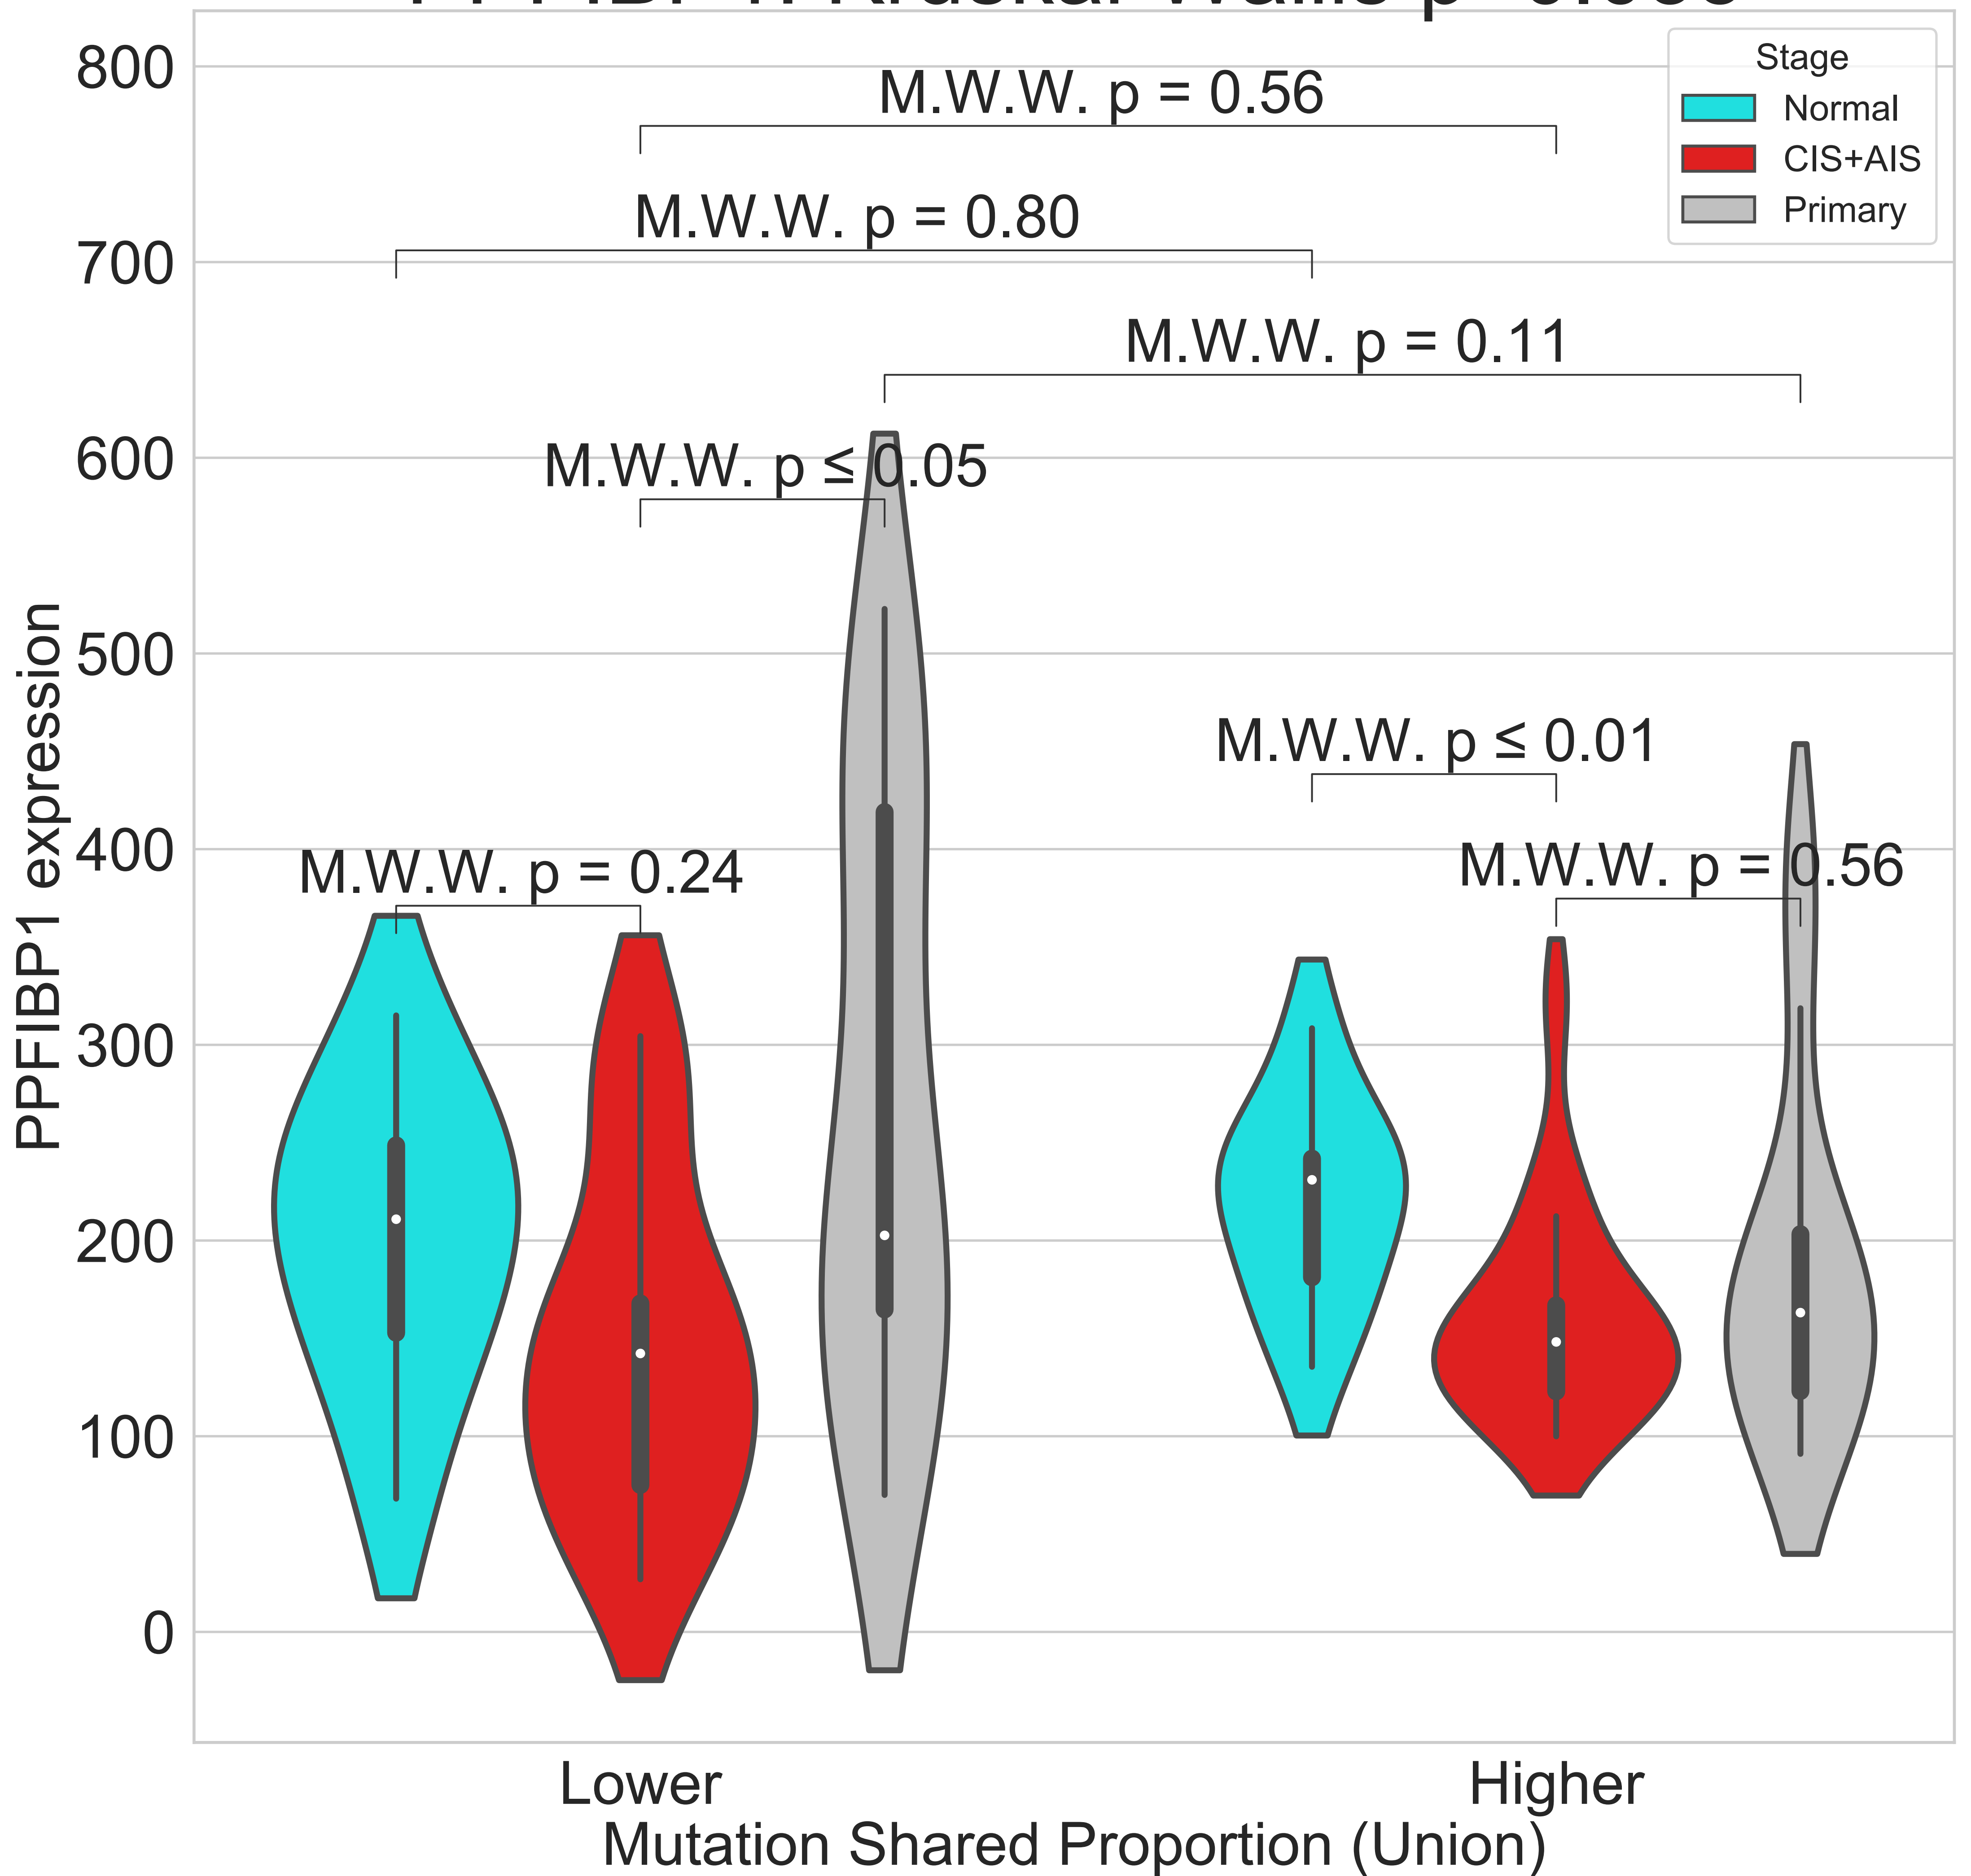 800
700
600
500
400
300
200
100
0
PPFIBP1 expression
M.W.W. p = 0.56
M.W.W. p = 0.80
M.W.W. p = 0.11
M.W.W. p ≤ 0.05
M.W.W. p ≤ 0.01
M.W.W. p = 0.24
M.W.W. p = 0.56
Stage
Normal
CIS+AIS
Primary
Lower
Higher
Mutation Shared Proportion (Union)